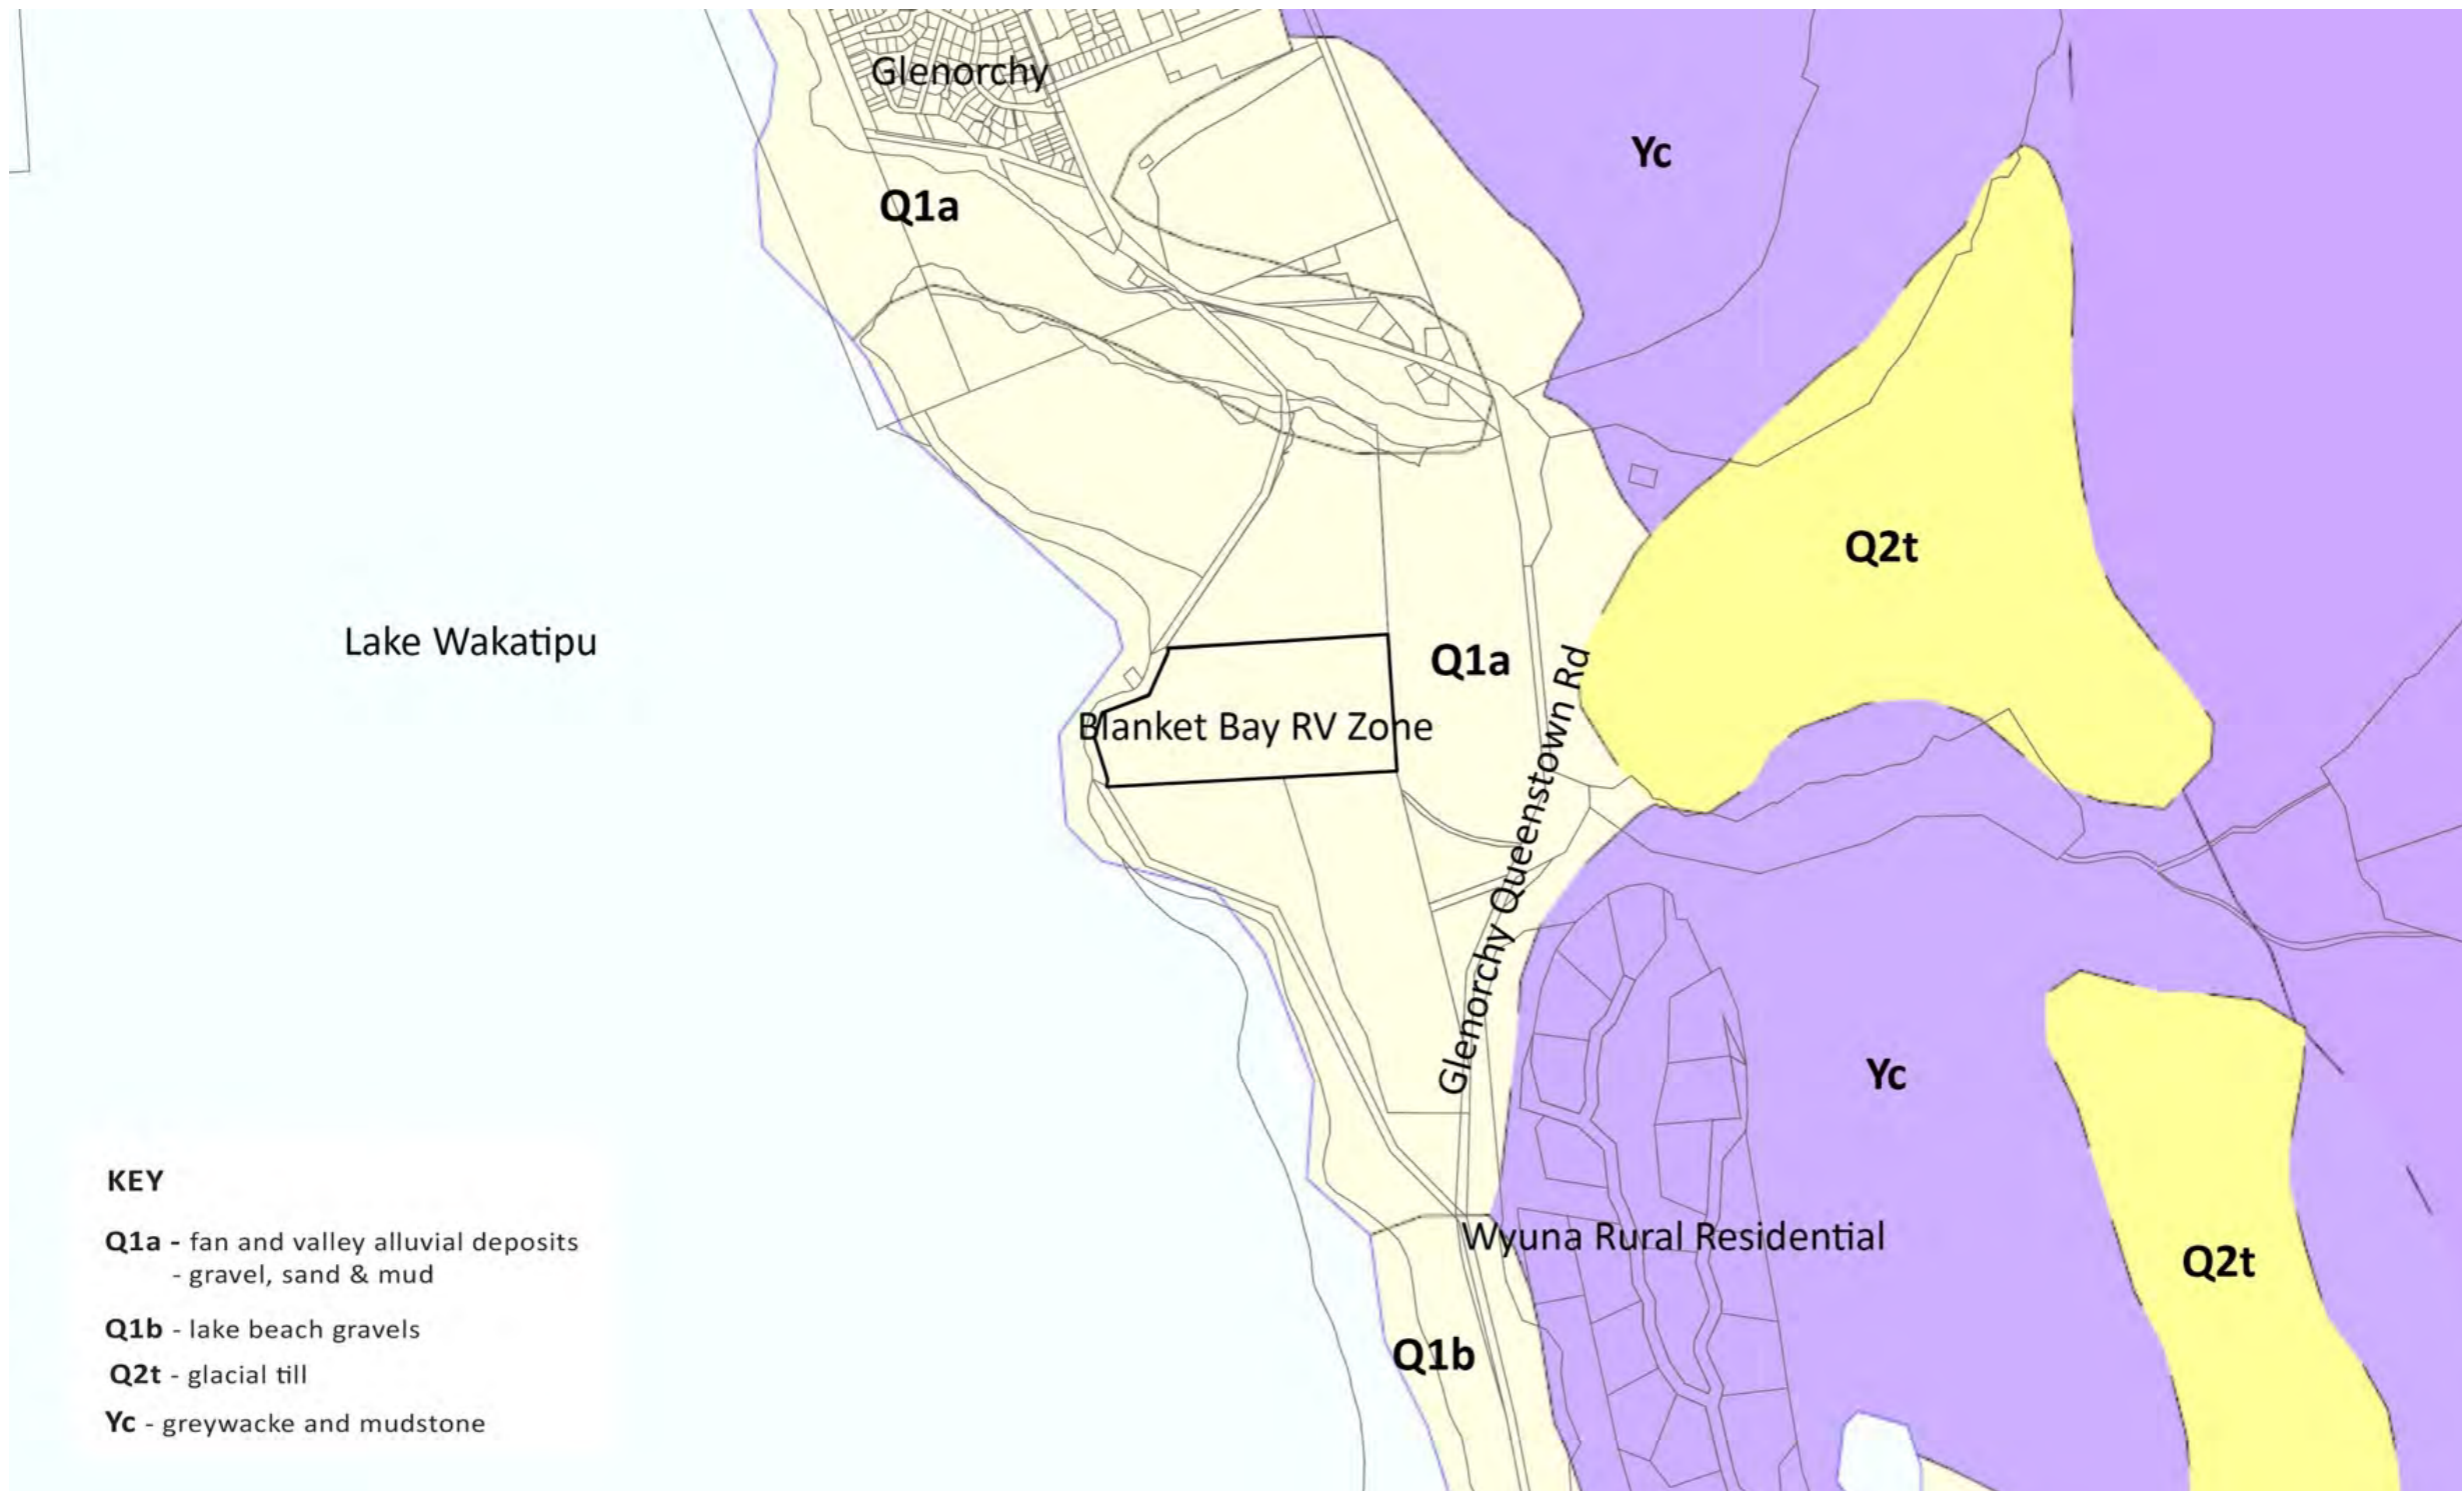 Glenorchy
Yc
Q1a
Q2t
Lake Wakatipu
Q1a
Glenorchy Queenstown Rd
Blanket Bay RV Zone
Yc
Wyuna Rural Residential
Q2t
Q1b
KEY
Q1a - fan and valley alluvial deposits
- gravel, sand & mud
Q1b - lake beach gravels
Q2t - glacial till
Yc - greywacke and mudstone